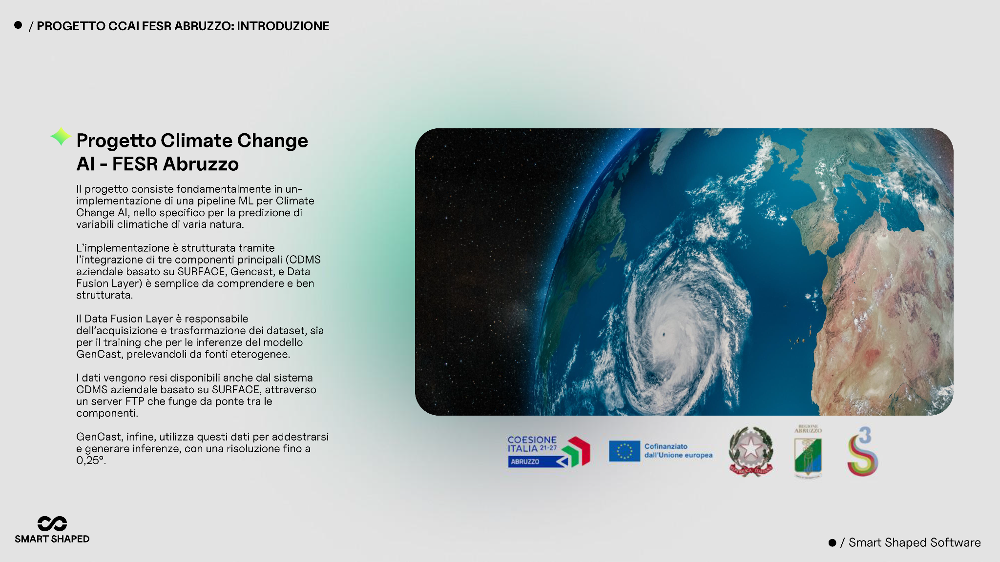 / PROGETTO CCAI FESR ABRUZZO: INTRODUZIONE
Progetto Climate Change
AI - FESR Abruzzo
Il progetto consiste fondamentalmente in un-
implementazione di una pipeline ML per Climate
Change AI, nello specifico per la predizione di
variabili climatiche di varia natura.
L’implementazione è strutturata tramite
l’integrazione di tre componenti principali (CDMS
aziendale basato su SURFACE, Gencast, e Data
Fusion Layer) è semplice da comprendere e ben
strutturata.
Il Data Fusion Layer è responsabile
dell’acquisizione e trasformazione dei dataset, sia
per il training che per le inferenze del modello
GenCast, prelevandoli da fonti eterogenee.
I dati vengono resi disponibili anche dal sistema
CDMS aziendale basato su SURFACE, attraverso
un server FTP che funge da ponte tra le
componenti.
GenCast, infine, utilizza questi dati per addestrarsi
e generare inferenze, con una risoluzione fino a
0,25°.
COESIONE
ITALIA 21-27
ABRUZZO
Cofinanziato
dall'Unione europea
REPVBBLICA ITALIANA
REGIONE
ABRUZZO
S3
SMART SHAPED
/ Smart Shaped Software